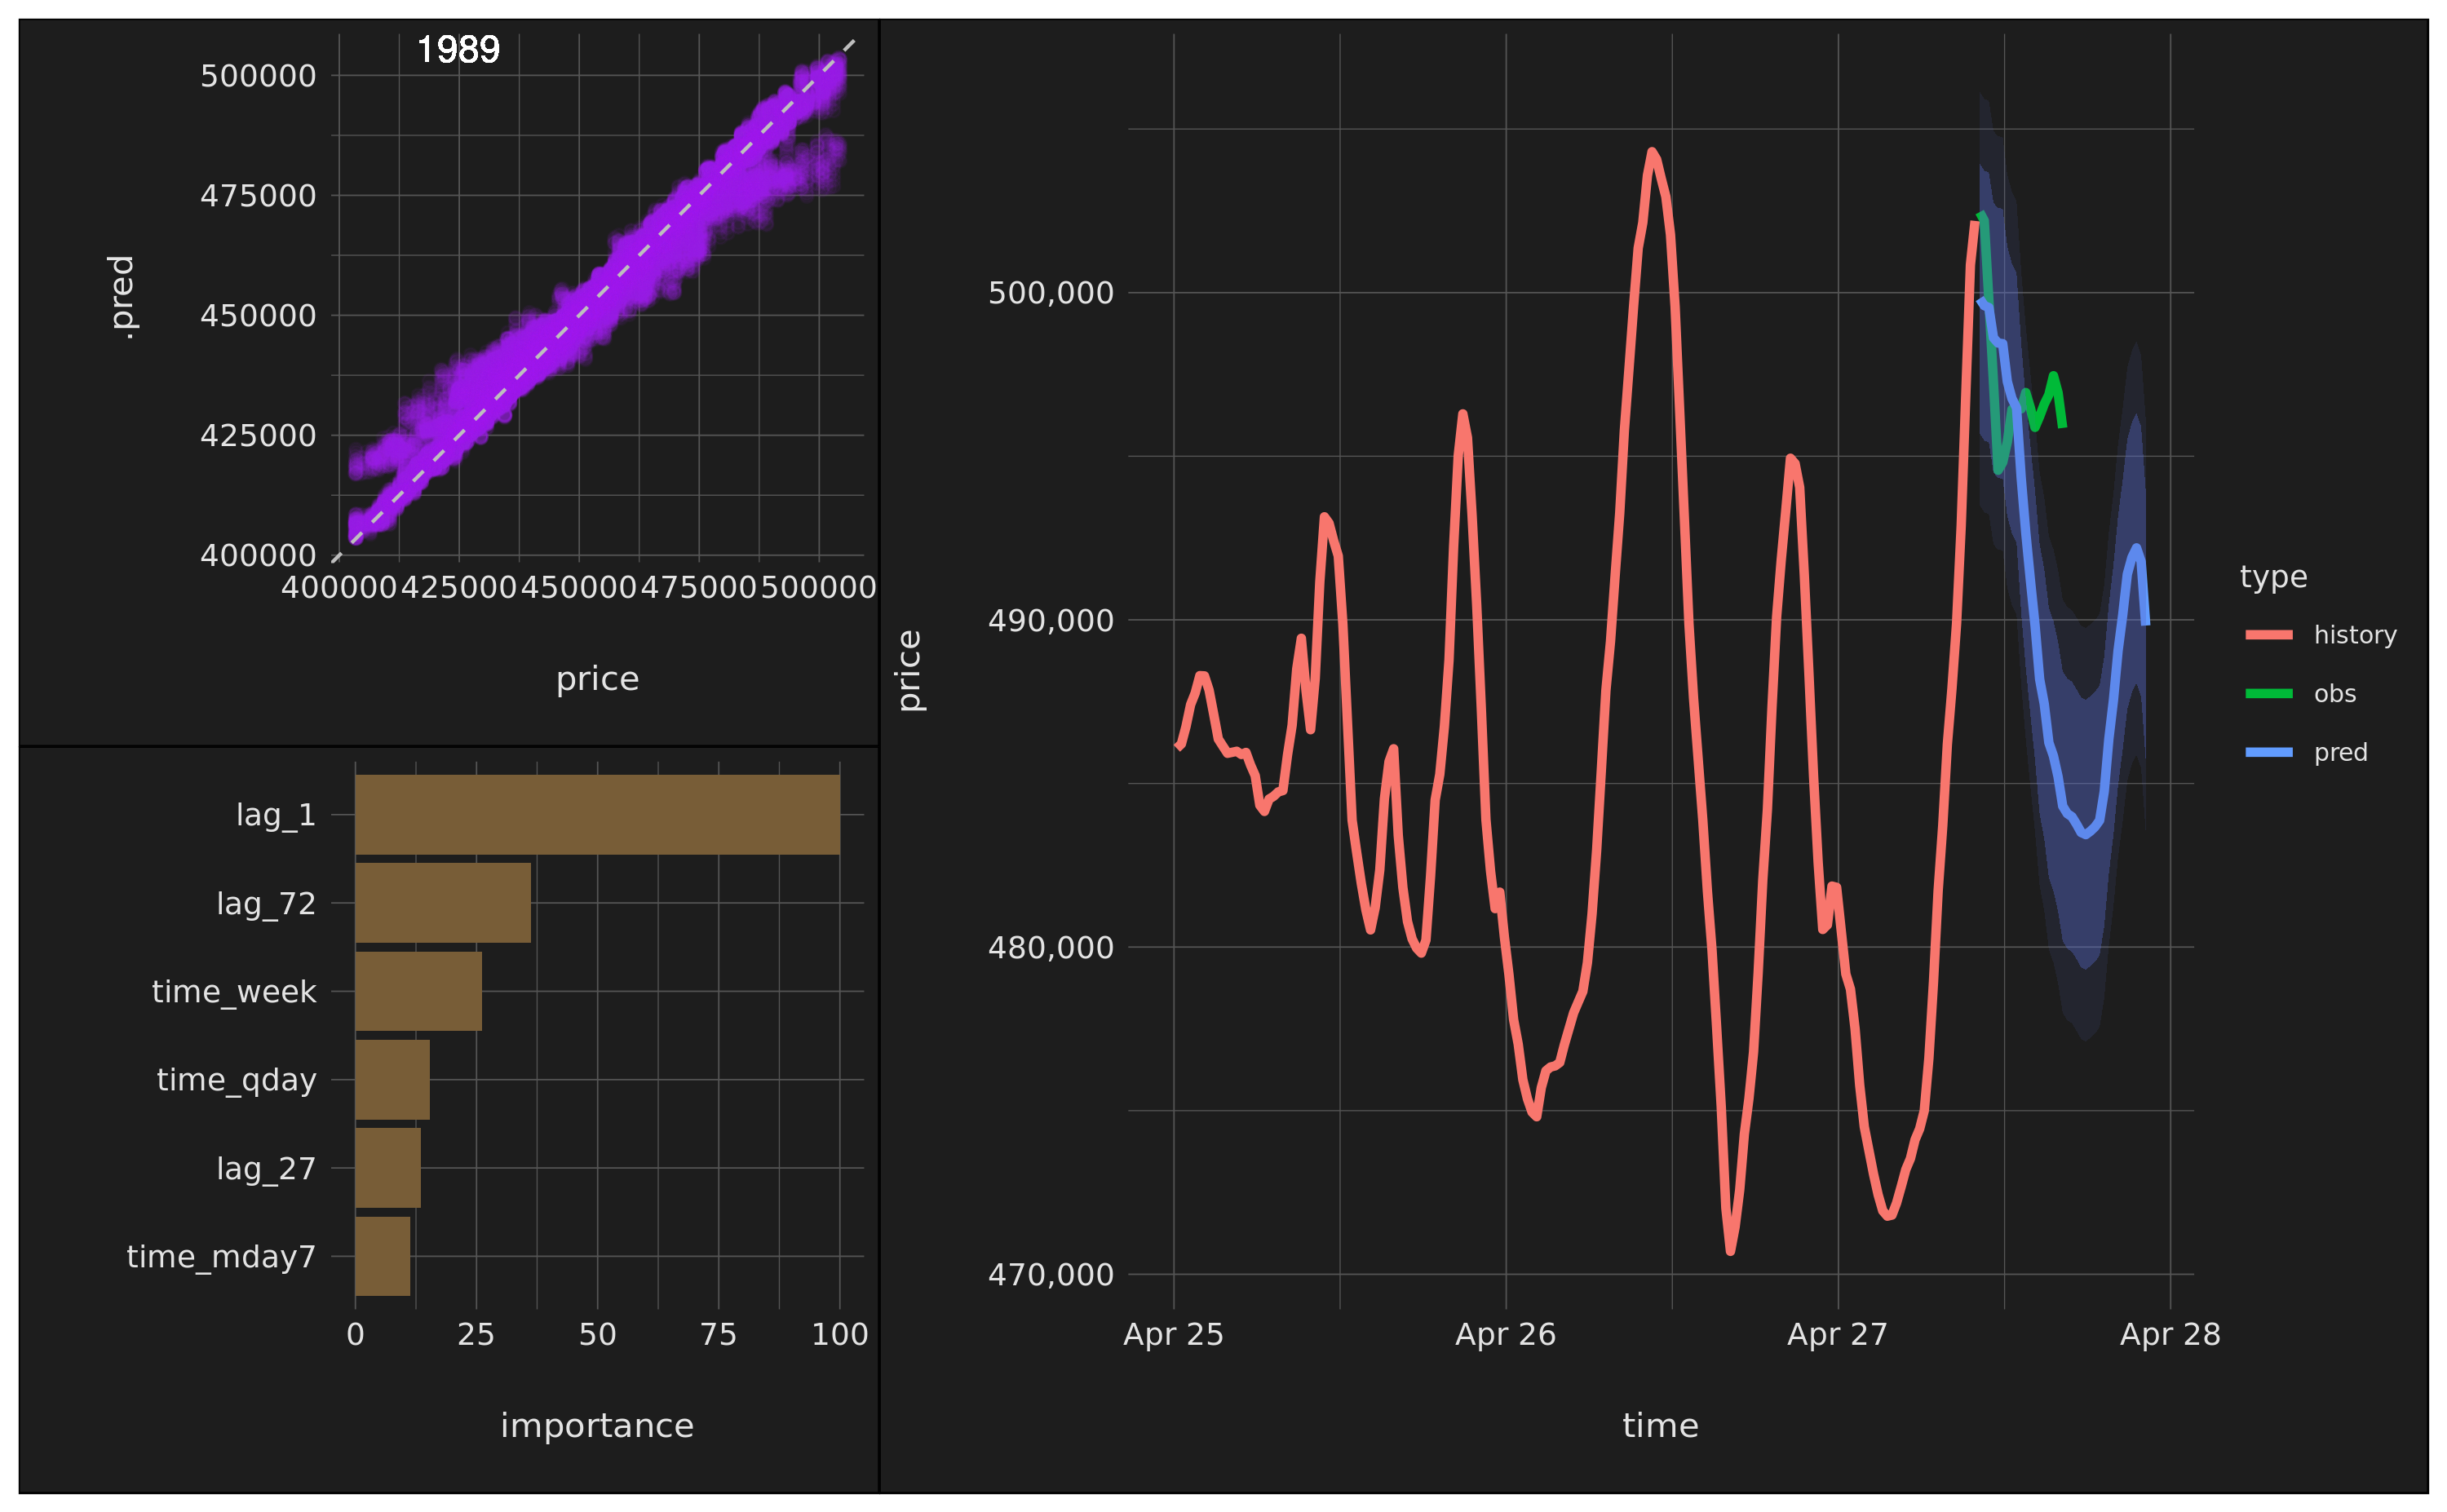 1989
500000
475000
450000
425000
400000
.pred
400000 425000 450000 475000 500000
price
lag_1
lag_72
time_week
time_qday
lag_27
time_mday7
0 25 50 75 100
importance
500,000
490,000
480,000
470,000
price
Apr 25 Apr 26 Apr 27 Apr 28
time
type
history
obs
pred